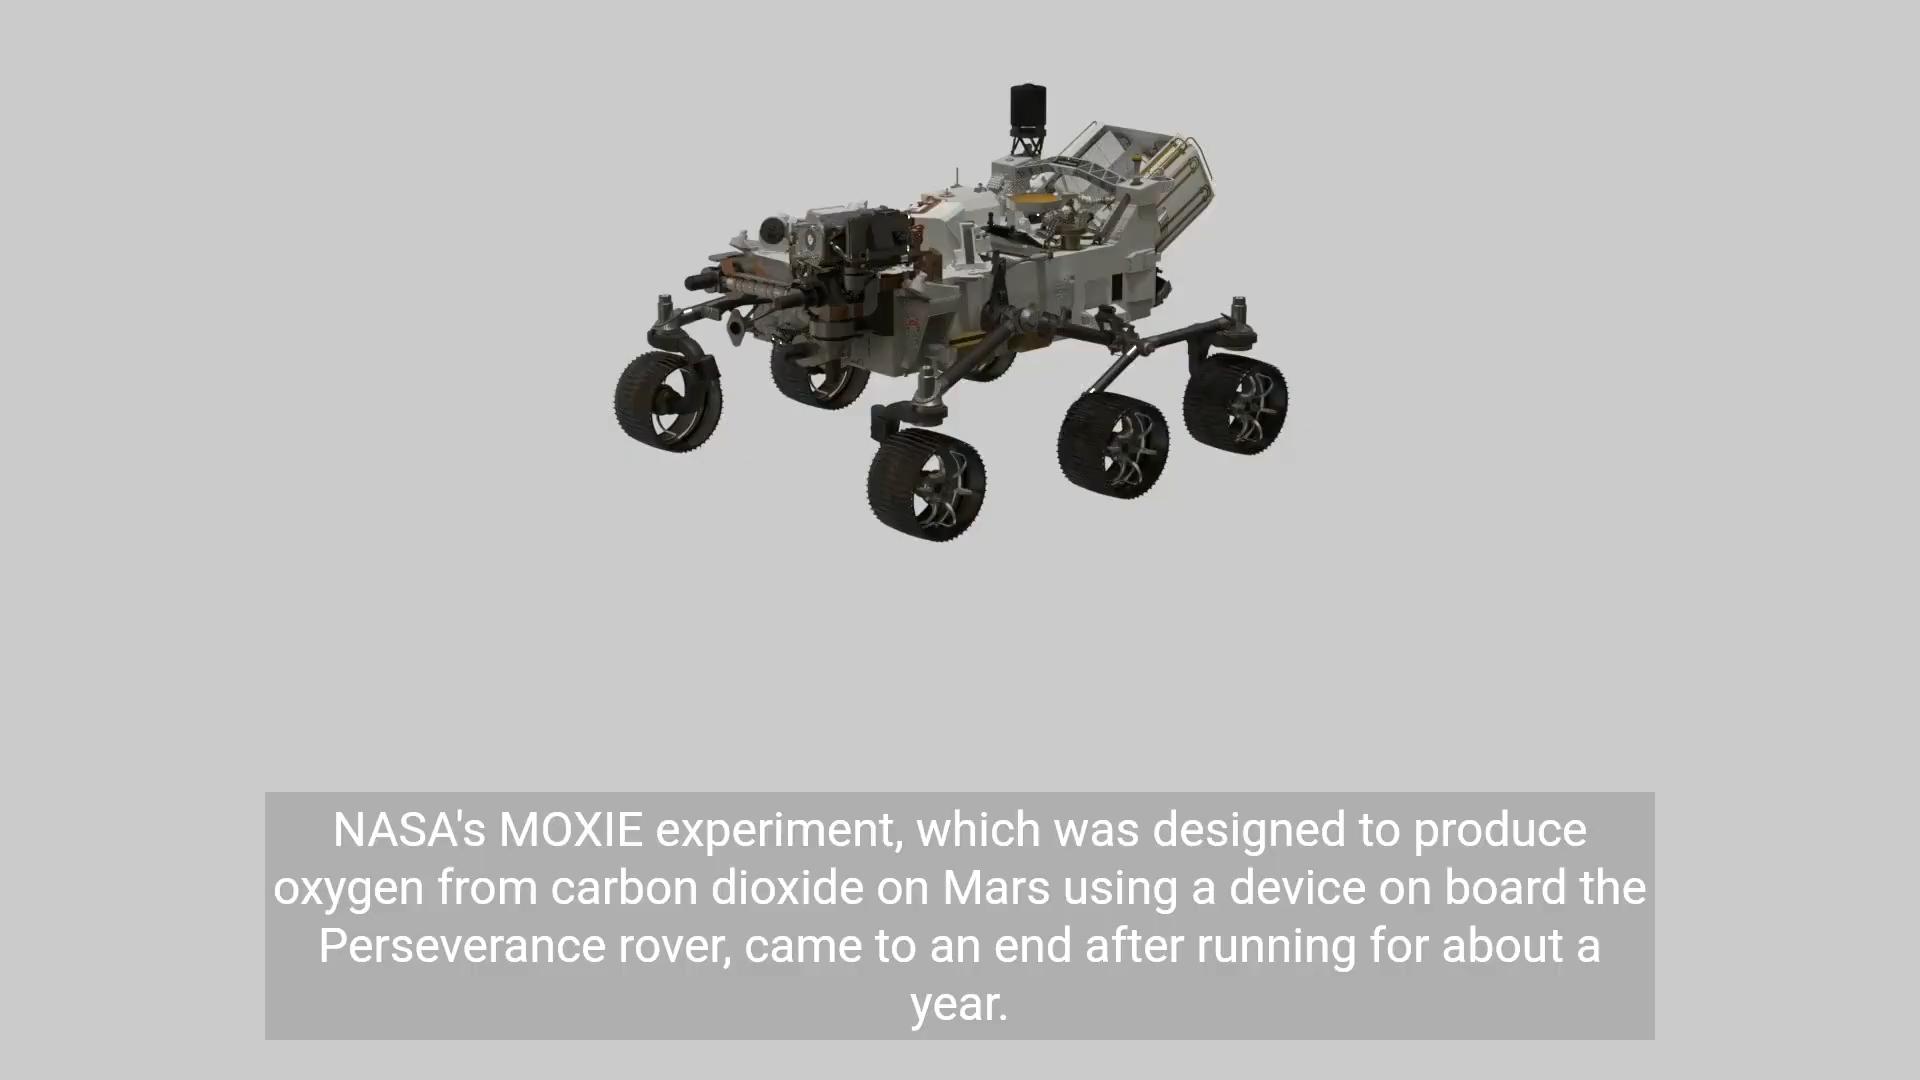 NASA's MOXIE experiment, which was designed to produce
oxygen from carbon dioxide on Mars using a device on board the
Perseverance rover, came to an end after running for about a
year.